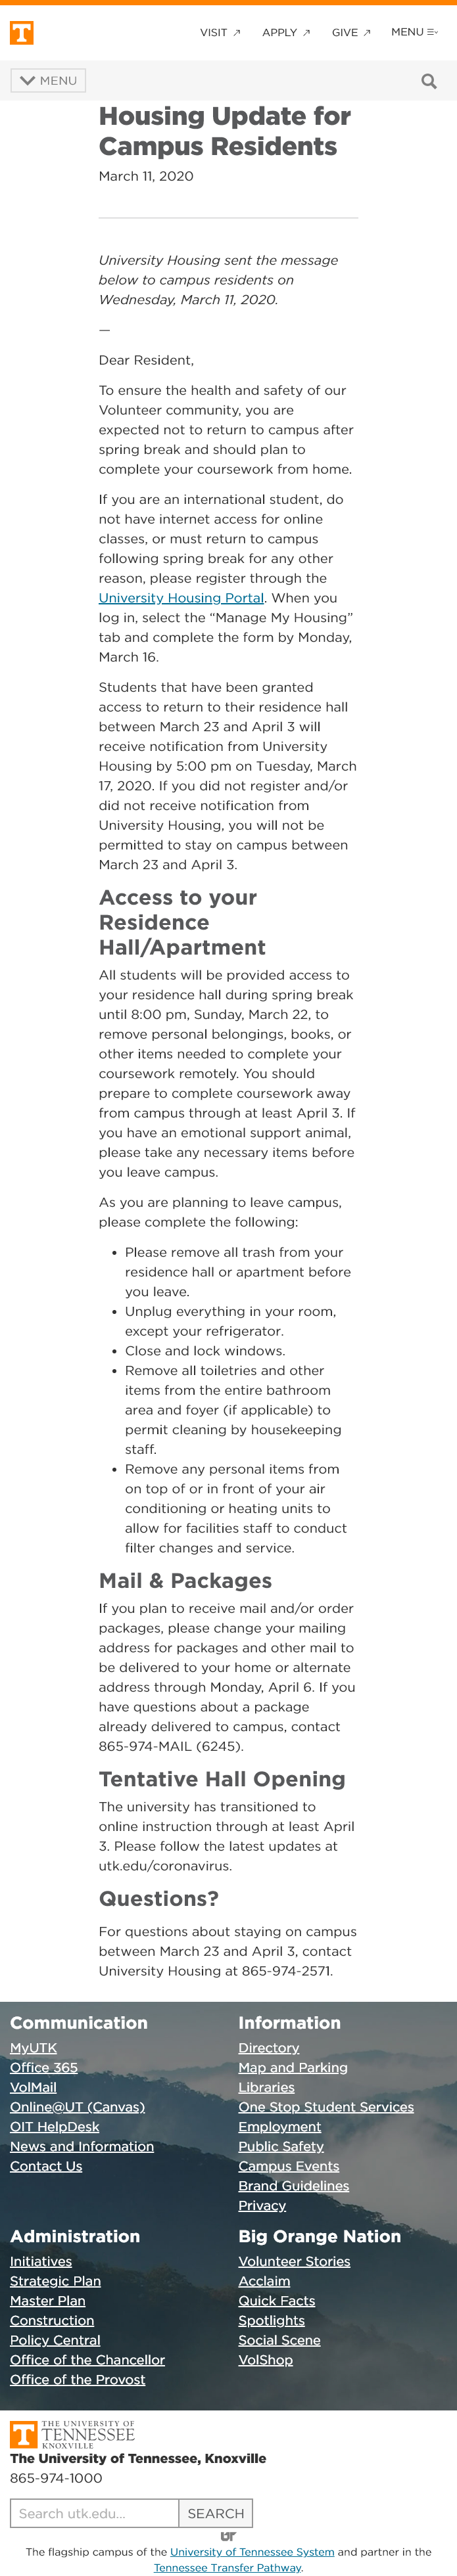 T
VISIT ↗ APPLY ↗ GIVE ↗ MENU
MENU
Housing Update for
Campus Residents
March 11, 2020
University Housing sent the message
below to campus residents on
Wednesday, March 11, 2020.
—
Dear Resident,
To ensure the health and safety of our
Volunteer community, you are
expected not to return to campus after
spring break and should plan to
complete your coursework from home.
If you are an international student, do
not have internet access for online
classes, or must return to campus
following spring break for any other
reason, please register through the
University Housing Portal. When you
log in, select the “Manage My Housing”
tab and complete the form by Monday,
March 16.
Students that have been granted
access to return to their residence hall
between March 23 and April 3 will
receive notification from University
Housing by 5:00 pm on Tuesday, March
17, 2020. If you did not register and/or
did not receive notification from
University Housing, you will not be
permitted to stay on campus between
March 23 and April 3.
Access to your
Residence
Hall/Apartment
All students will be provided access to
your residence hall during spring break
until 8:00 pm, Sunday, March 22, to
remove personal belongings, books, or
other items needed to complete your
coursework remotely. You should
prepare to complete coursework away
from campus through at least April 3. If
you have an emotional support animal,
please take any necessary items before
you leave campus.
As you are planning to leave campus,
please complete the following:
• Please remove all trash from your
residence hall or apartment before
you leave.
• Unplug everything in your room,
except your refrigerator.
• Close and lock windows.
• Remove all toiletries and other
items from the entire bathroom
area and foyer (if applicable) to
permit cleaning by housekeeping
staff.
• Remove any personal items from
on top of or in front of your air
conditioning or heating units to
allow for facilities staff to conduct
filter changes and service.
Mail & Packages
If you plan to receive mail and/or order
packages, please change your mailing
address for packages and other mail to
be delivered to your home or alternate
address through Monday, April 6. If you
have questions about a package
already delivered to campus, contact
865-974-MAIL (6245).
Tentative Hall Opening
The university has transitioned to
online instruction through at least April
3. Please follow the latest updates at
utk.edu/coronavirus.
Questions?
For questions about staying on campus
between March 23 and April 3, contact
University Housing at 865-974-2571.
Communication
MyUTK
Office 365
VolMail
Online@UT (Canvas)
OIT HelpDesk
News and Information
Contact Us
Information
Directory
Map and Parking
Libraries
One Stop Student Services
Employment
Public Safety
Campus Events
Brand Guidelines
Privacy
Administration
Initiatives
Strategic Plan
Master Plan
Construction
Policy Central
Office of the Chancellor
Office of the Provost
Big Orange Nation
Volunteer Stories
Acclaim
Quick Facts
Spotlights
Social Scene
VolShop
T THE UNIVERSITY OF
TENNESSEE
KNOXVILLE
The University of Tennessee, Knoxville
865-974-1000
Search utk.edu... SEARCH
UT
The flagship campus of the University of Tennessee System and partner in the
Tennessee Transfer Pathway.